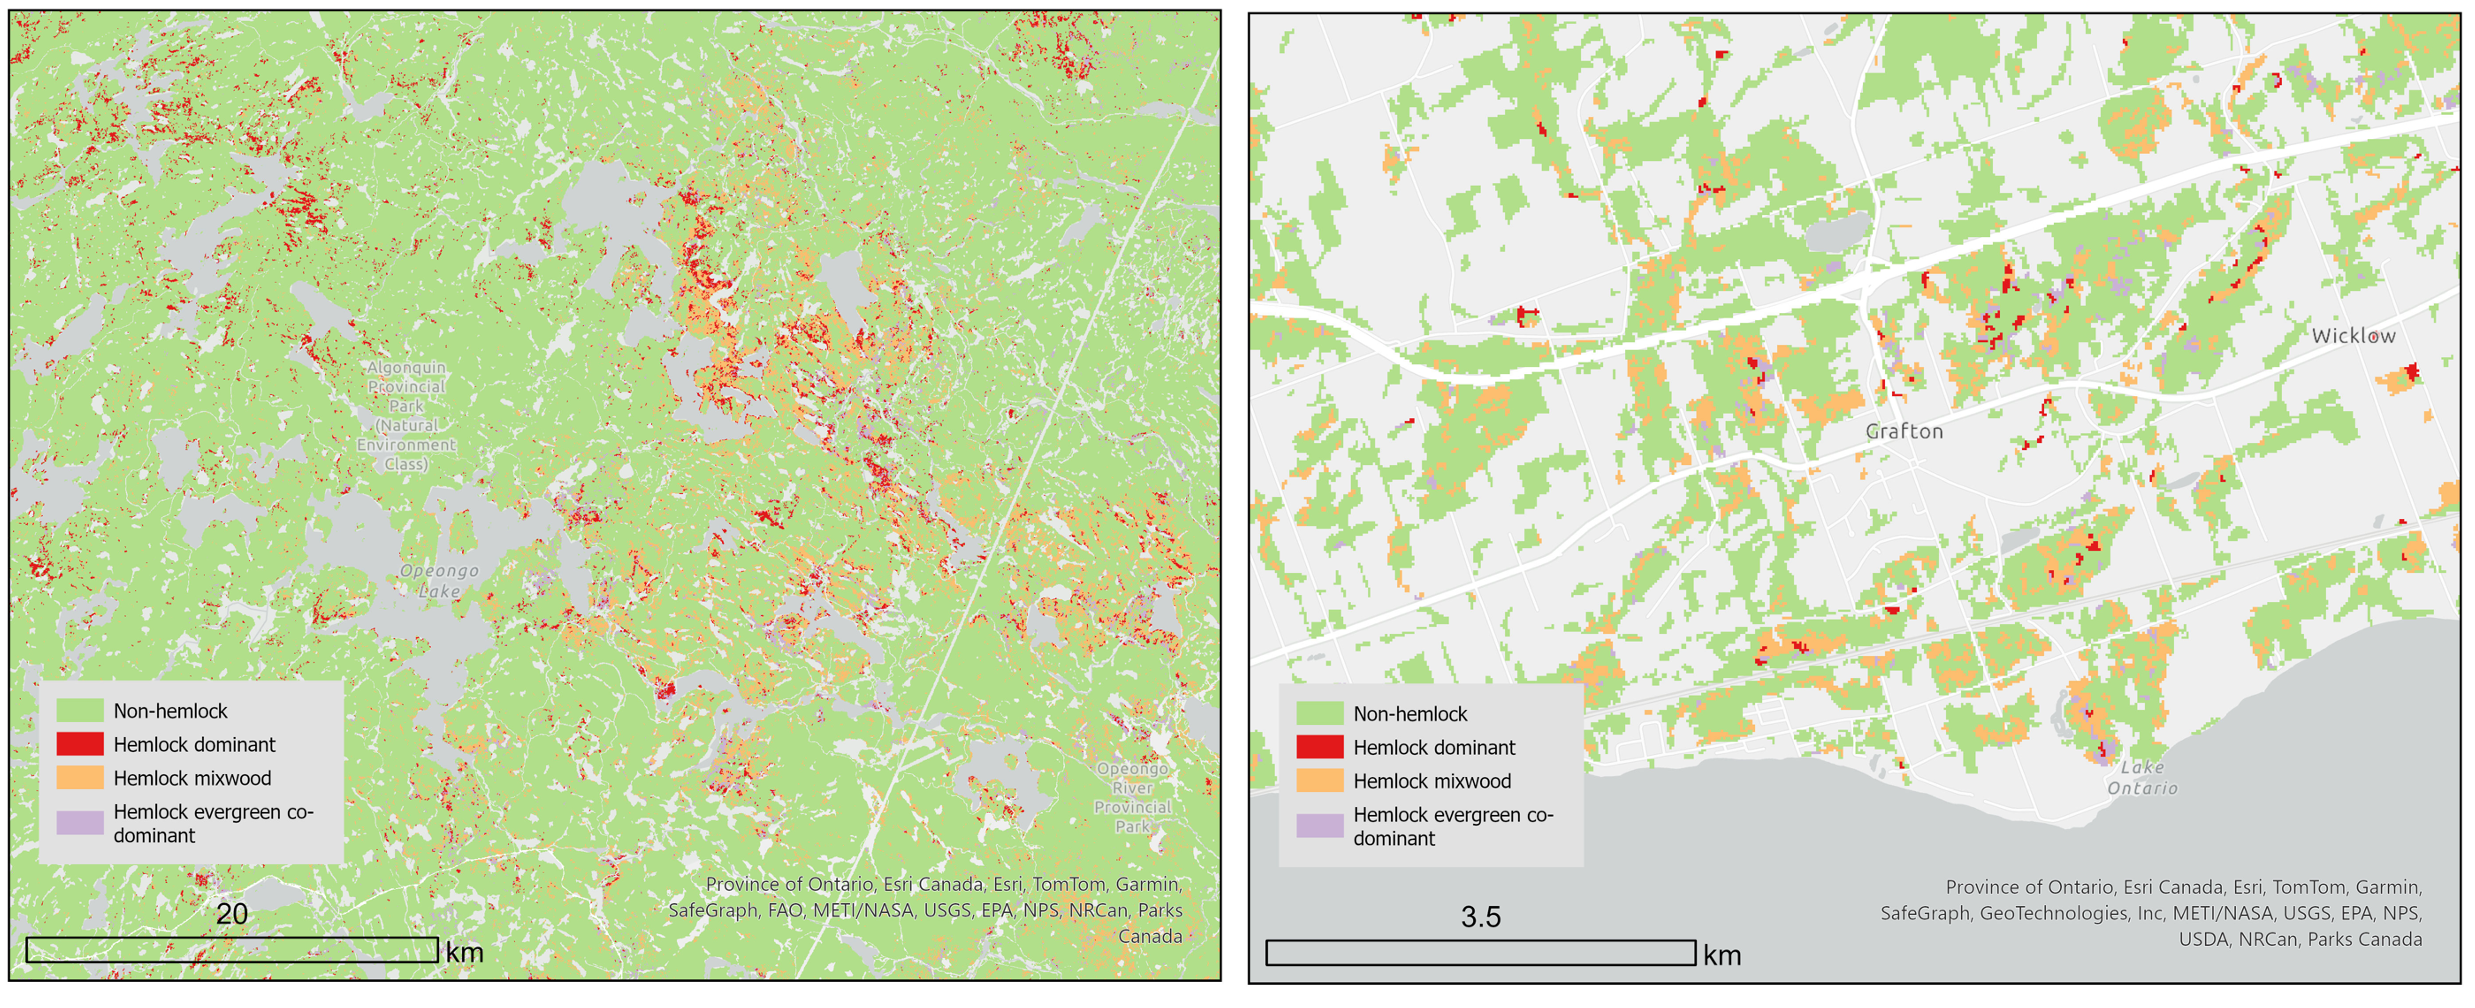 Algonquin
Provincial
Park
(Natural
Environment
Class)
Opeongo
Lake
Non-hemlock
Hemlock dominant
Hemlock mixwood
Hemlock evergreen co-
dominant
Opeongo
River
Provincial
Park
Province of Ontario, Esri Canada, Esri, TomTom, Garmin,
SafeGraph, FAO, METI/NASA, USGS, EPA, NPS, NRCan, Parks
Canada
20
km
Wicklow
Grafton
Non-hemlock
Hemlock dominant
Hemlock mixwood
Hemlock evergreen co-
dominant
Lake
Ontario
Province of Ontario, Esri Canada, Esri, TomTom, Garmin,
SafeGraph, GeoTechnologies, Inc, METI/NASA, USGS, EPA, NPS,
USDA, NRCan, Parks Canada
3.5
km